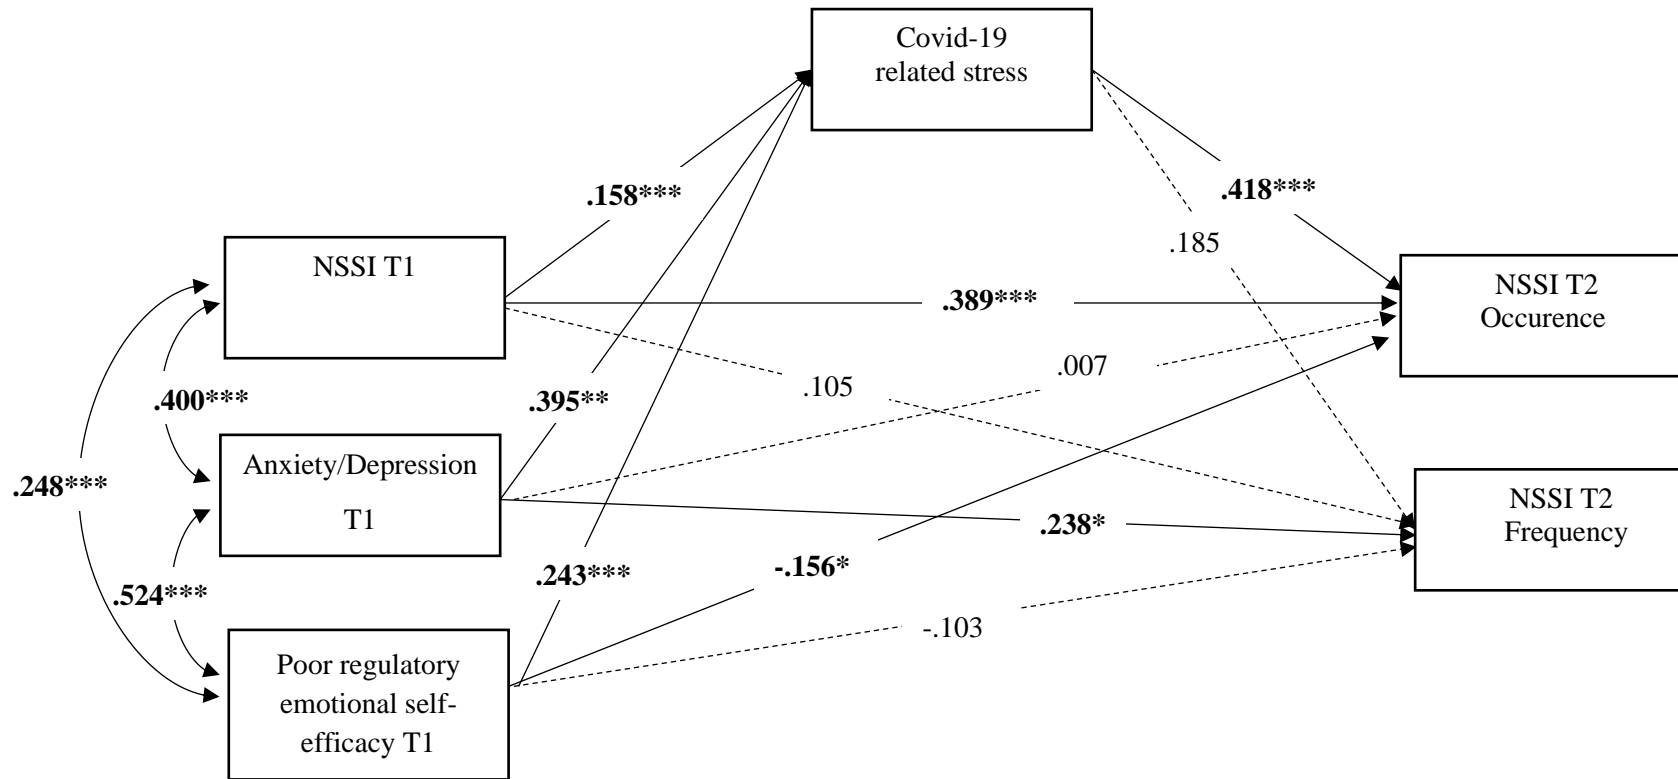 Covid-19
related stress
.158***
.418***
.185
NSSI T1
.389***
NSSI T2
Occurence
.007
.105
.400***
.395**
Anxiety/Depression
T1
.248***
.238*
NSSI T2
Frequency
.524***
.243***
-.156*
-.103
Poor regulatory
emotional self-
efficacy T1